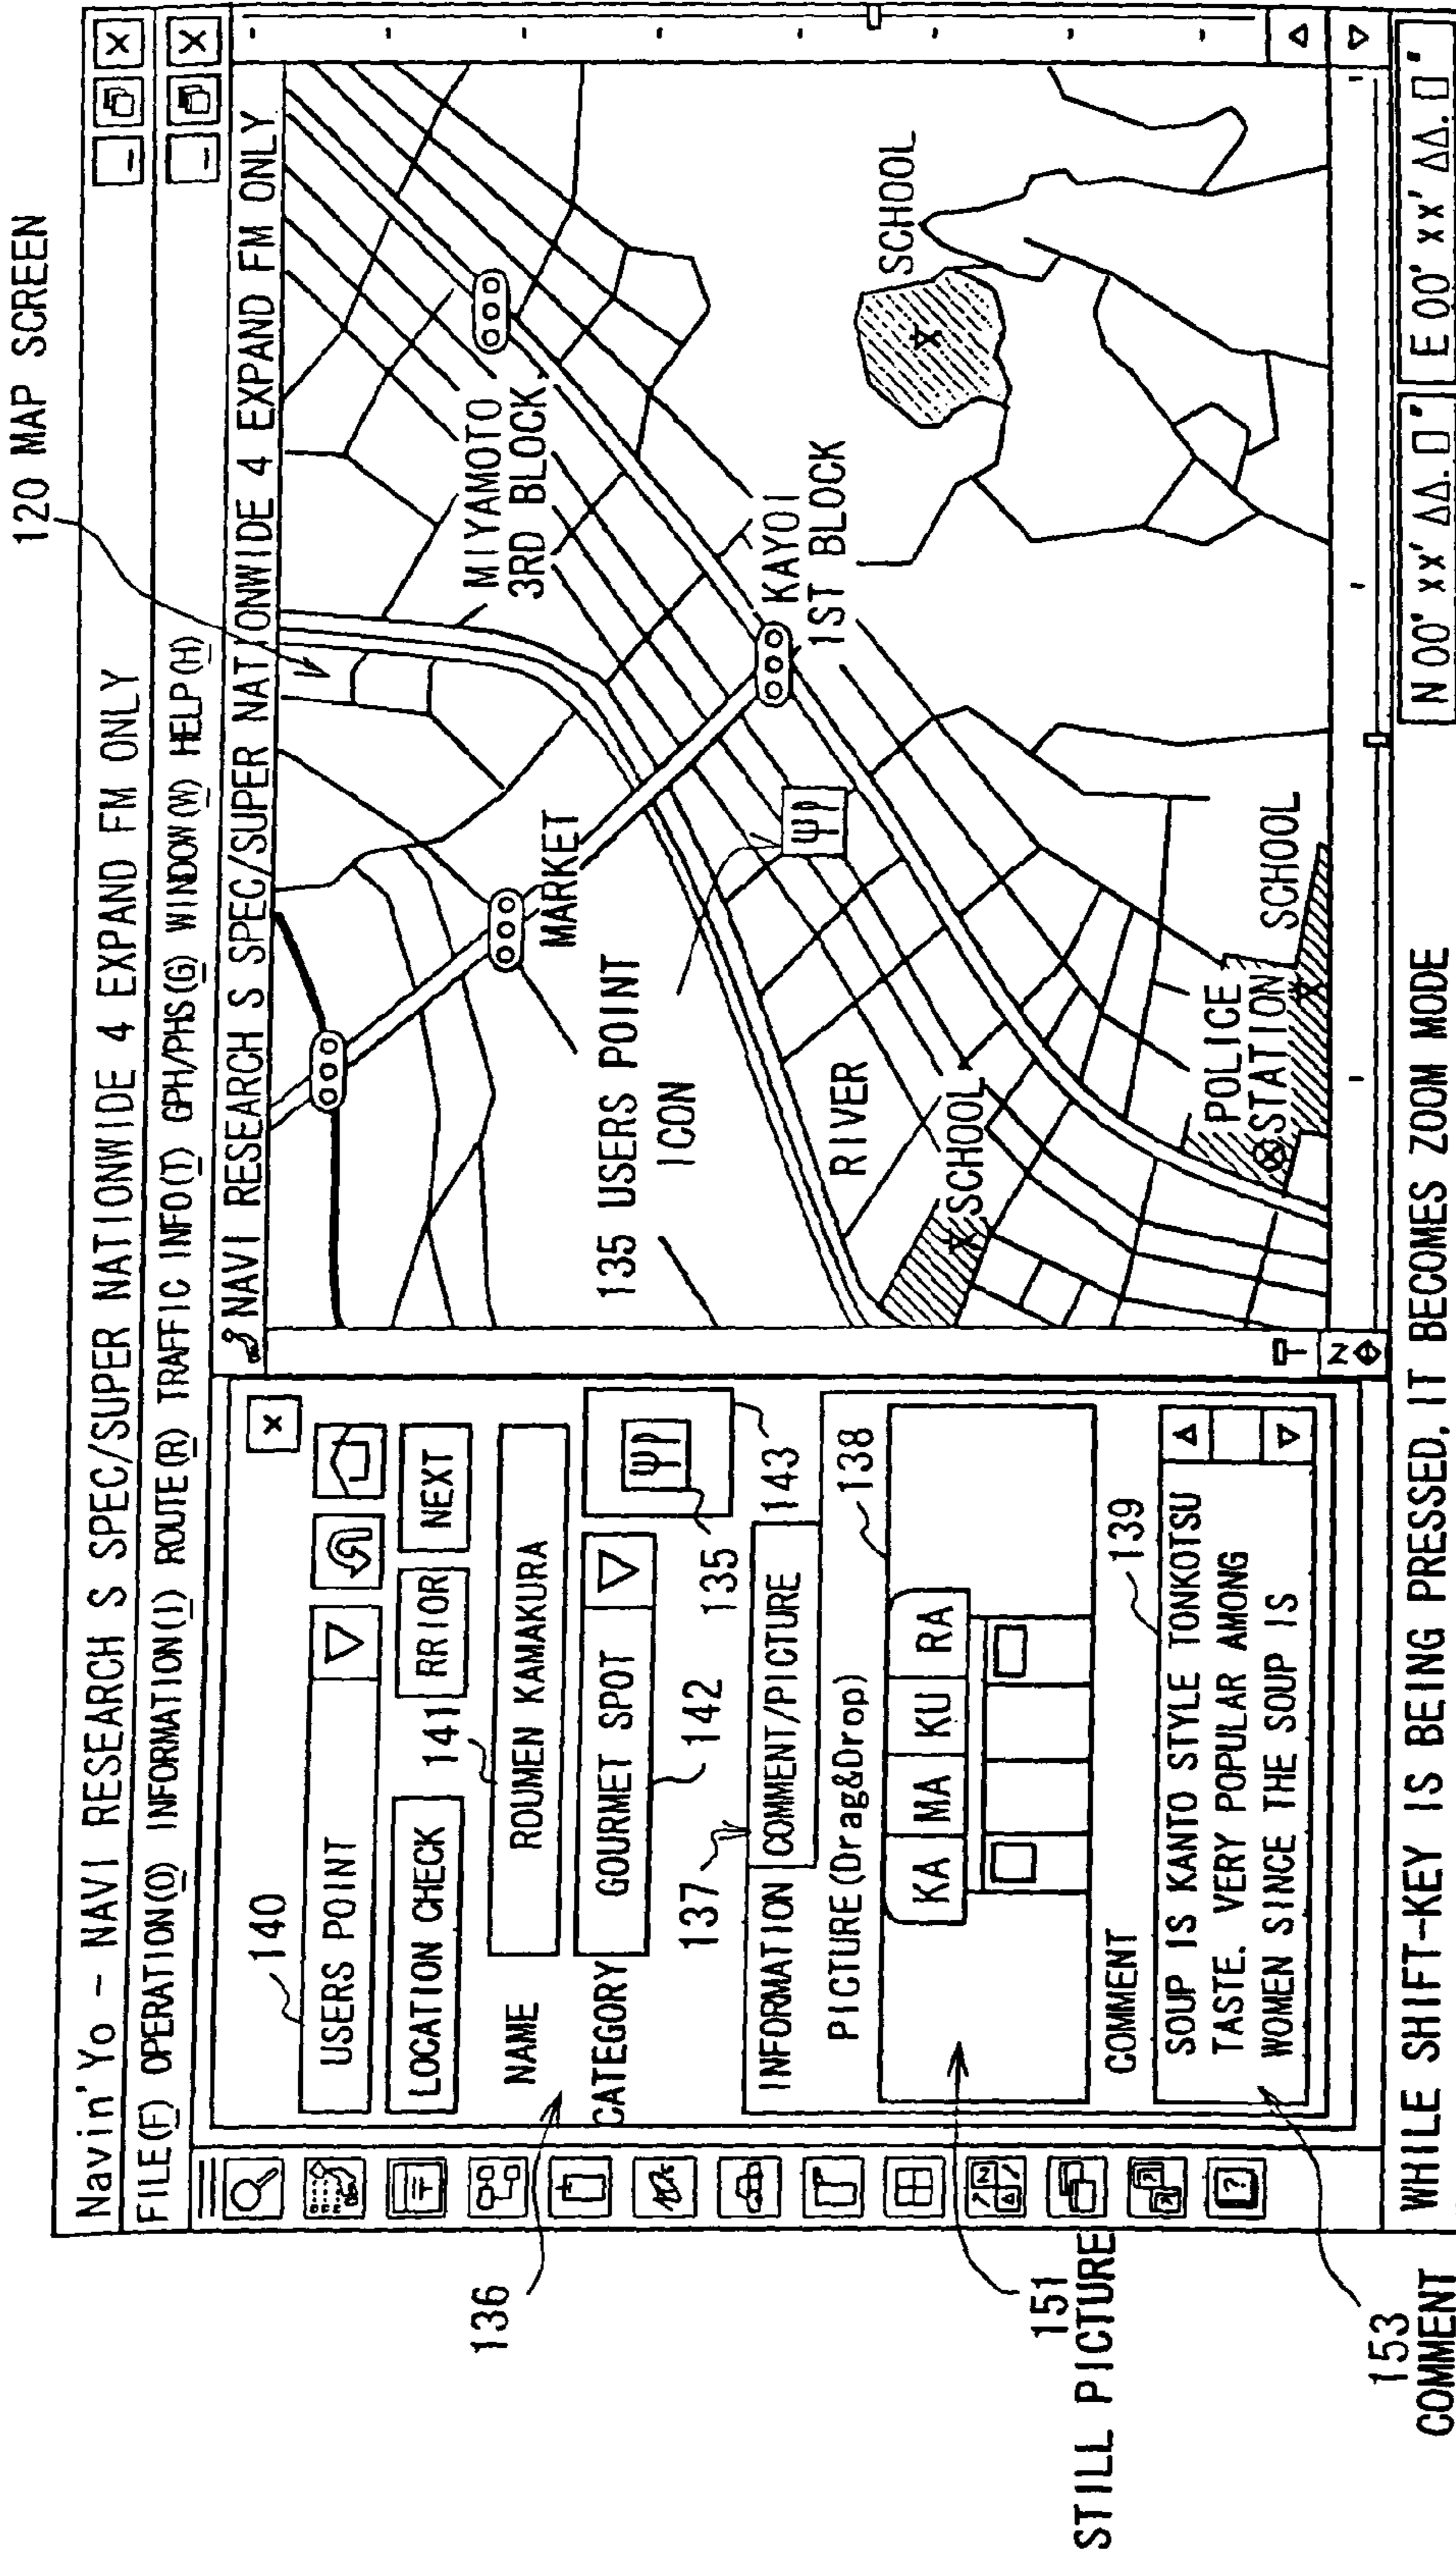 120 MAP SCREEN
Navin'Yo - NAVI RESEARCH S SPEC/SUPER NATIONWIDE 4 EXPAND FM ONLY
_ X
FILE(F) OPERATION(O) INFORMATION(I) ROUTE(R) TRAFFIC INFO(T) GPH/PHS(G) WINDOW(W) HELP(H)
_ X
NAVI RESEARCH S SPEC/SUPER NATIONWIDE 4 EXPAND FM ONLY
X
140
USERS POINT ▽
LOCATION CHECK
141
RRIOR
NEXT
NAME
ROUMEN KAMAKURA
136
CATEGORY
GOURMET SPOT ▽
142
135
143
137
INFORMATION
COMMENT/PICTURE
PICTURE(Drag&Drop)
138
KA MA KU RA
151
STILL PICTURE
COMMENT
139
SOUP IS KANTO STYLE TONKOTSU
TASTE. VERY POPULAR AMONG
WOMEN SINCE THE SOUP IS
153
COMMENT
MIYAMOTO
3RD BLOCK
MARKET
135 USERS POINT
ICON
KAYOI
1ST BLOCK
RIVER
SCHOOL
SCHOOL
POLICE
STATION
SCHOOL
N
WHILE SHIFT-KEY IS BEING PRESSED, IT BECOMES ZOOM MODE
N 00' xx' △△. □"
E 00' xx' △△. □"